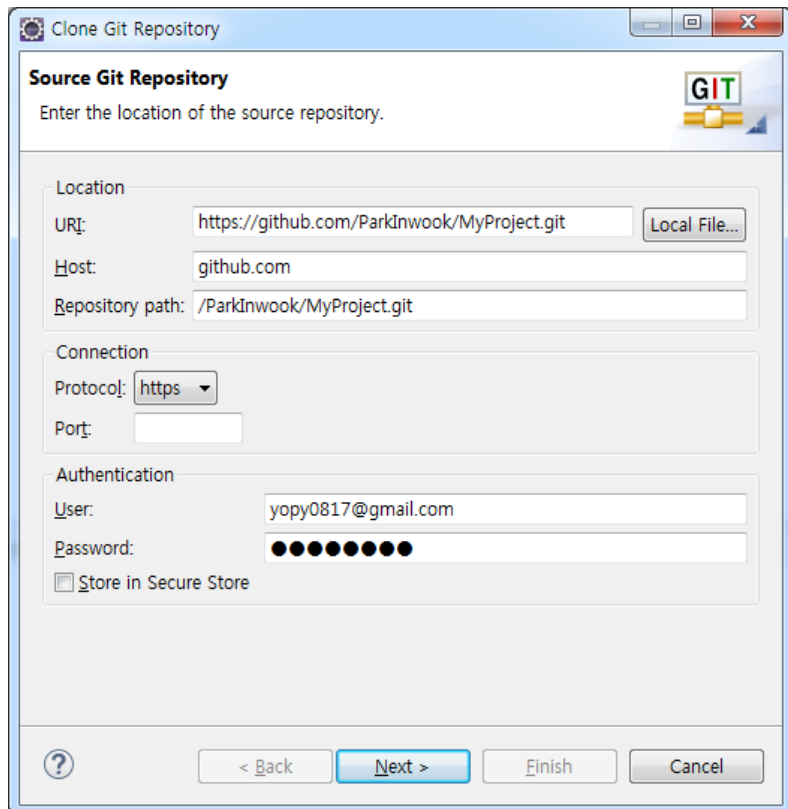 Clone Git Repository
Source Git Repository
Enter the location of the source repository.
GIT
Location
URI: https://github.com/ParkInwook/MyProject.git Local File...
Host: github.com
Repository path: /ParkInwook/MyProject.git
Connection
Protocol: https
Port:
Authentication
User: yopy0817@gmail.com
Password: ●●●●●●●●
Store in Secure Store
? < Back Next > Finish Cancel